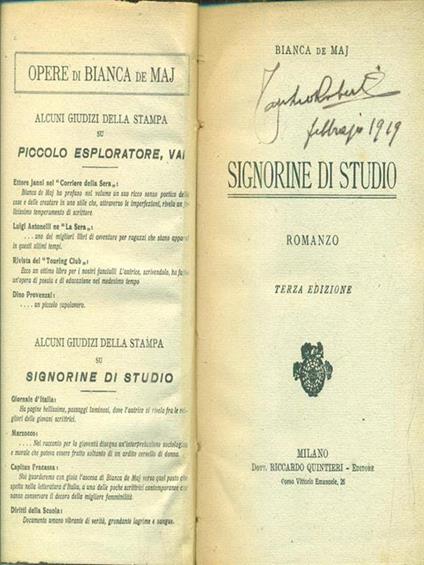 OPERE DI BIANCA DE MAJ
ALCUNI GIUDIZI DELLA STAMPA
SU
PICCOLO ESPLORATORE, VAI
Ettore Janni nel "Corriere della Sera„:
Bianca de Maj ha profuso nel volume un suo ricco senso poetico delle
cose e delle creature in uno stile che, attraverso le imperfezioni, rivela un
temperamento di scrittore.
Luigi Antonelli ne "La Sera„:
.... uno dei migliori libri di avventure per ragazzi che siano apparsi
in questi ultimi tempi.
Rivista del "Touring Club„:
Ecco un ottimo libro per i nostri fanciulli. L'autrice, scrivendolo, ha fatto
un'opera di poesia e di educazione nel medesimo tempo
Dino Provenzal:
.... un piccolo capolavoro.
ALCUNI GIUDIZI DELLA STAMPA
SU
SIGNORINE DI STUDIO
Giornale d'Italia:
Ha pagine bellissime, passaggi luminosi, dove l'autrice si rivela fra le
migliori delle giovani scrittrici.
Marzocco:
.... Nel racconto per la gioventù disegna un'interpretazione sociologica
e morale che poteva essere frutto soltanto di un ardito cervello di donna.
Capitan Fracassa:
Noi guarderemo con gioia l'ascesa di Bianca de Maj verso quel posto che
spetta nella letteratura d'Italia, a una delle poche scrittrici contemporanee che
sanno conservare il decoro della migliore femminilità.
Diritti della Scuola:
Documento umano vibrante di verità, grondante lagrime e sangue.
BIANCA DE MAJ
febbraio 1919
SIGNORINE DI STUDIO
ROMANZO
TERZA EDIZIONE
MILANO
DOTT. RICCARDO QUINTIERI - EDITORE
Corso Vittorio Emanuele, 26